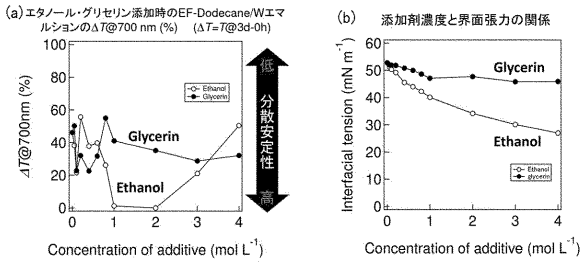 (a) エタノール・グリセリン添加時のEF-Dodecane/Wエマ
ルションのΔT@700 nm (%) (ΔT=T@3d-0h)
ΔT@700nm (%)
100
80
60
40
20
0
Ethanol
Glycerin
Glycerin
Ethanol
0
1
2
3
4
Concentration of additive (mol L⁻¹)
低
分散安定性
高
(b) 添加剤濃度と界面張力の関係
Interfacial tension (mN m⁻¹)
60
50
40
30
20
10
0
Glycerin
Ethanol
Ethanol
glycerin
0
1
2
3
4
Concentration of additive (mol L⁻¹)